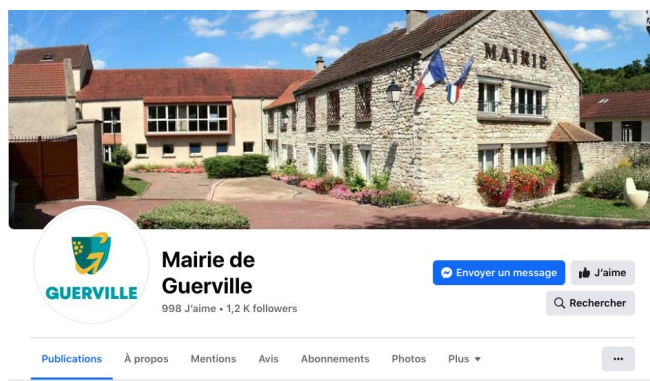 MAIRIE
GUERVILLE
Mairie de
Guerville
998 J'aime • 1,2 K followers
Envoyer un message
J'aime
Rechercher
Publications À propos Mentions Avis Abonnements Photos Plus ▼ •••